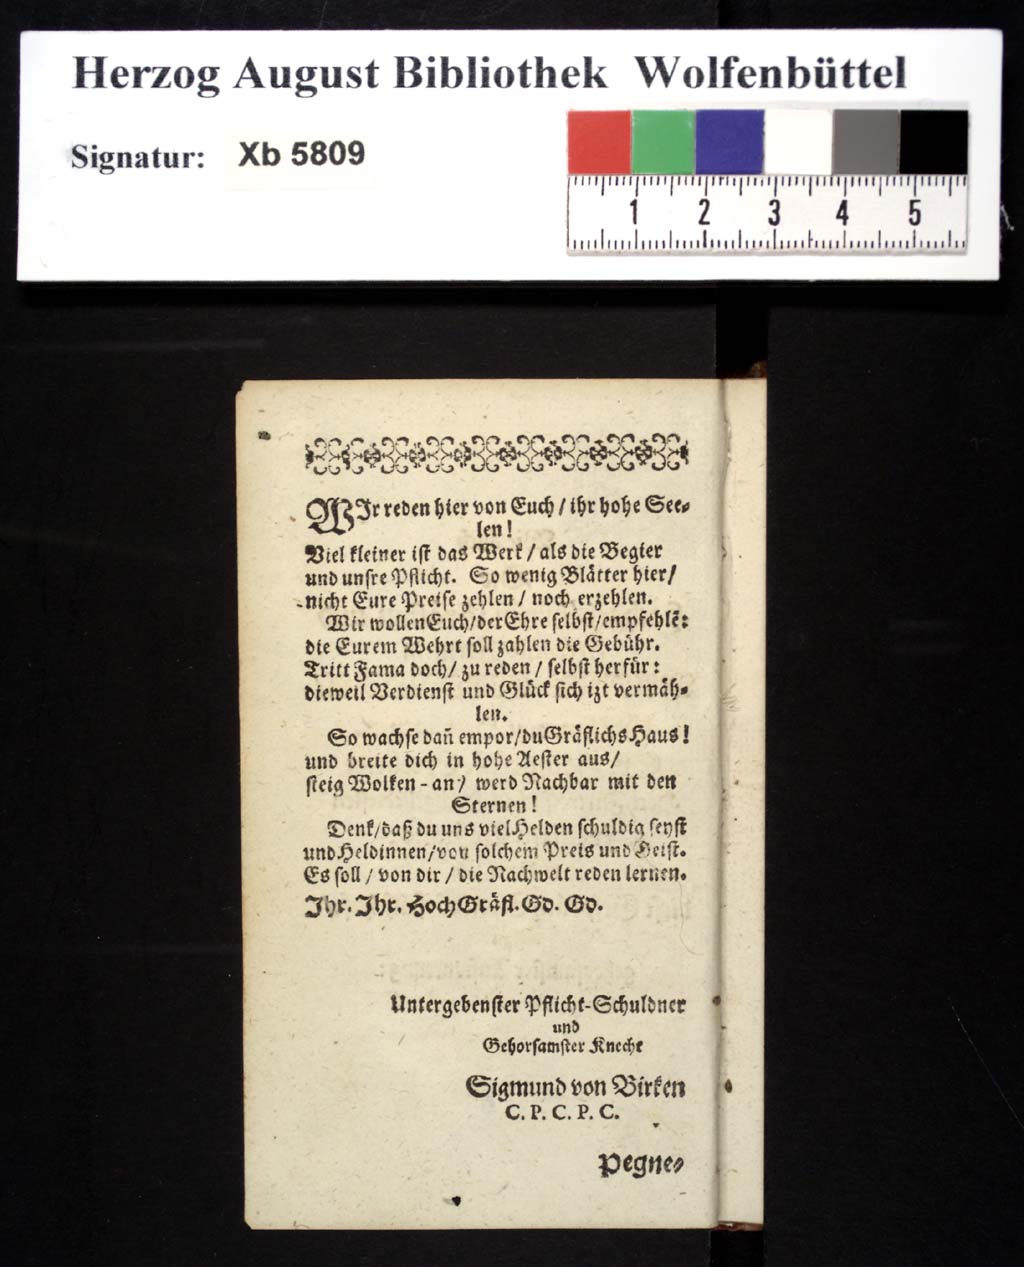 Herzog August Bibliothek Wolfenbüttel
Signatur: Xb 5809
1 2 3 4 5
WIr reden hier von Euch / ihr hohe See-
len!
Viel kleiner ist das Werk / als die Begier
und unsre Pflicht. So wenig Blätter hier /
nicht Eure Preise zehlen / noch erzehlen.
Wir wollen Euch / der Ehre selbst / empfehlē:
die Eurem Wehrt soll zahlen die Gebühr.
Tritt Fama doch / zu reden / selbst herfür:
dieweil Verdienst und Glück sich izt vermäh-
len.
So wachse dañ empor / du Gräflichs Haus!
und breite dich in hohe Aester aus /
steig Wolken-an / werd Nachbar mit den
Sternen!
Denk / daß du uns viel Helden schuldig seyst
und Heldinnen / von solchem Preis und Geist.
Es soll / von dir / die Nachwelt reden lernen.
Ihr. Ihr. HochGräfl. Gd. Gd.
Untergebenster Pflicht-Schuldner
und
Gehorsamster Knecht
Sigmund von Birken
C. P. C. P. C.
Pegne-